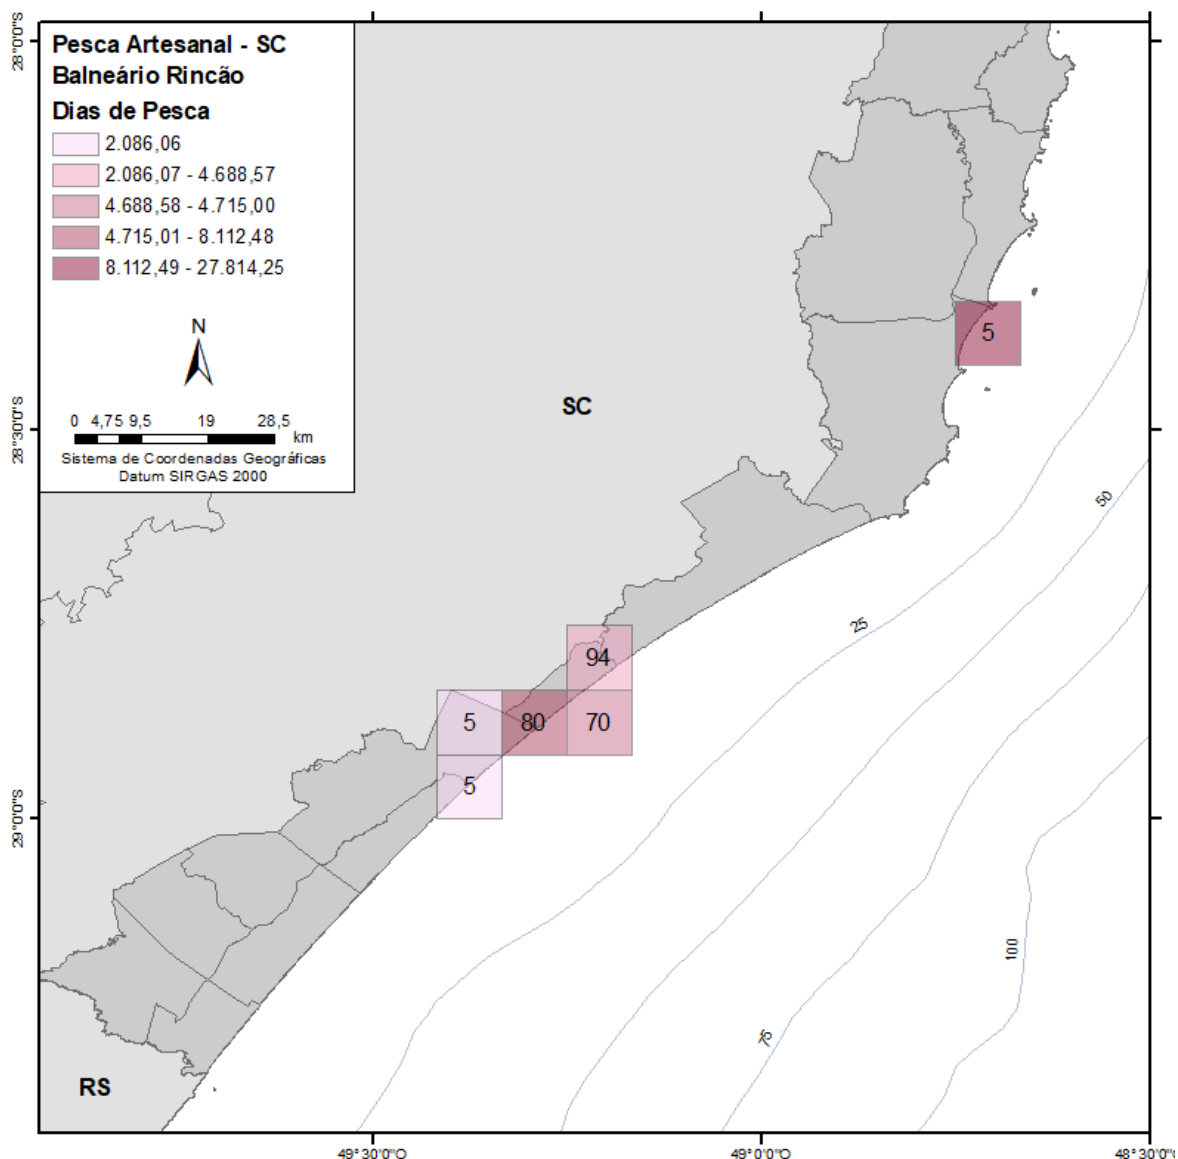 Pesca Artesanal - SC
Balneário Rincão
Dias de Pesca
2.086,06
2.086,07 - 4.688,57
4.688,58 - 4.715,00
4.715,01 - 8.112,48
8.112,49 - 27.814,25
N
0 4,75 9,5 19 28,5
km
Sistema de Coordenadas Geográficas
Datum SIRGAS 2000
28°0'0"S
28°30'0"S
29°0'0"S
5
SC
50
25
94
5 80 70
5
100
75
RS
49°30'0"O 49°0'0"O 48°30'0"